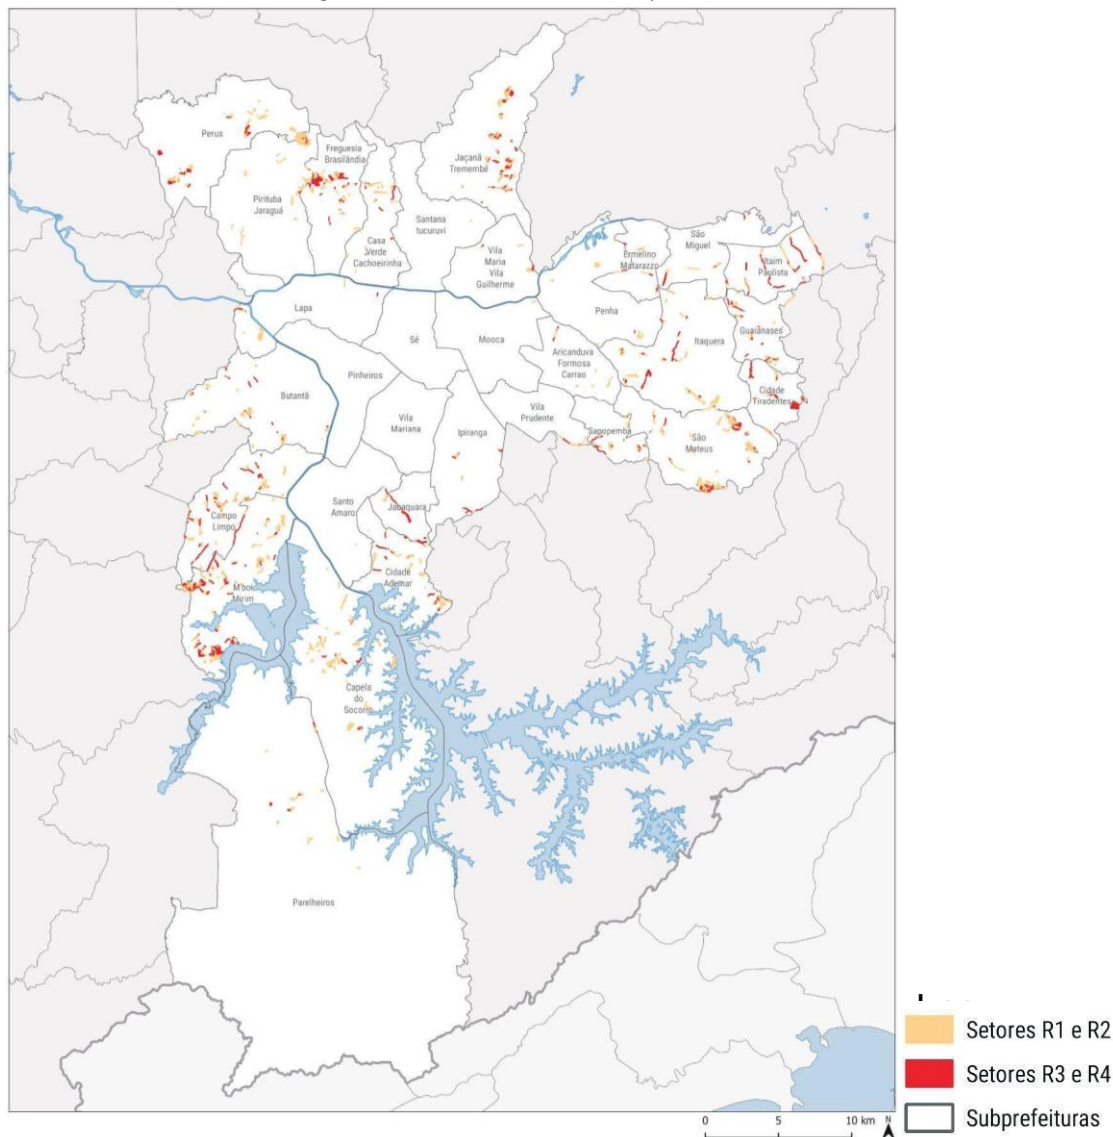 Perus
Freguesia
Brasilândia
Jaçanã
Tremembé
Pirituba
Jaraguá
Santana
tucuruvi
Casa
Verde
Cachoeirinha
Vila
Maria
Vila
Guilherme
Ermelino
Matarazzo
São
Miguel
Itaim
Paulista
Lapa
Sé
Mooca
Penha
Itaquera
Guaianases
Aricanduva
Formosa
Carrao
Pinheiros
Butantã
Vila
Mariana
Ipiranga
Vila
Prudente
Sapopemba
Cidade
Tiradentes
São
Mateus
Campo
Limpo
Santo
Amaro
Jabaquara
Cidade
Ademar
M'boi
Mirim
Capela
do
Socorro
Parelheiros
Setores R1 e R2
Setores R3 e R4
Subprefeituras
0 5 10 km N